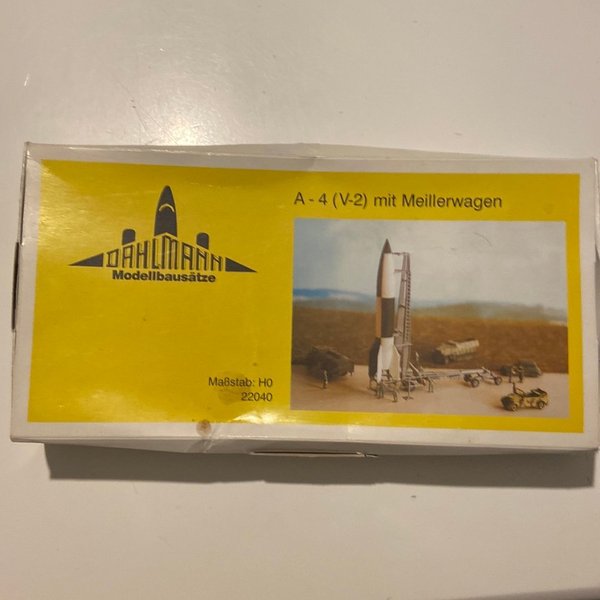 DAHLMANN
Modellbausätze
A - 4 (V-2) mit Meillerwagen
Maßstab: H0
22040